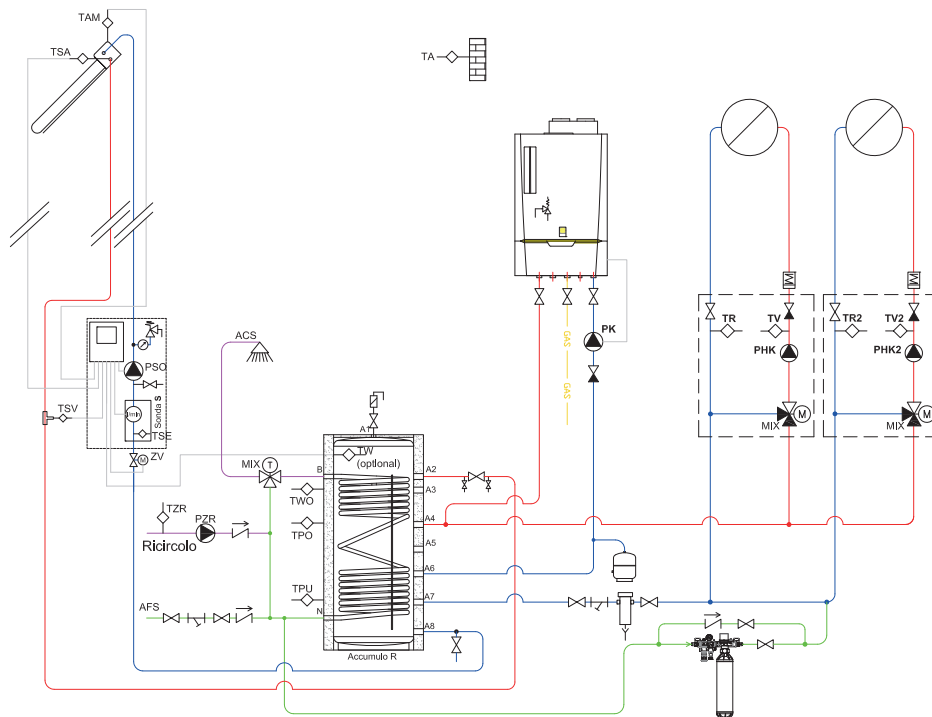 TAM
TSA
TA
ACS
PSO
Sonda S
l/min
TSE
TSV
ZV
M
GAS
GAS
PK
TR
TV
PHK
MIX
M
TR2
TV2
PHK2
MIX
M
A1
TW
(optional)
MIX
T
B
A2
A3
TWO
TZR
PZR
TPO
A4
Ricircolo
A5
A6
TPU
A7
AFS
N
A8
Accumulo R